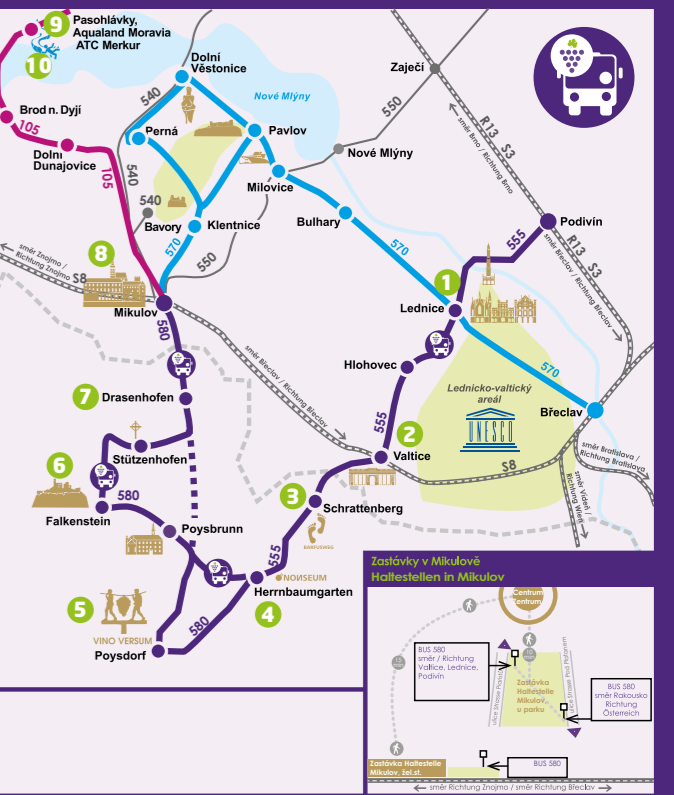 9
Pasohlávky,
Aqualand Moravia
ATC Merkur
10
Brod n. Dyjí
105
Dolní
Dunajovice
105
Dolní
Věstonice
540
Nové Mlýny
Perná
Pavlov
540
540
Bavory
Klentnice
570
550
Milovice
Nové Mlýny
550
Zaječí
R13 S3
směr Brno / Richtung Brno
Bulhary
570
Podivín
555
R13 S3
směr Břeclav / Richtung Břeclav
směr Znojmo /
Richtung Znojmo
S8
8
Mikulov
580
1
Lednice
570
Hlohovec
Lednicko-valtický
areál
UNESCO
Břeclav
směr Břeclav / Richtung Břeclav
7
Drasenhofen
555
2
Valtice
S8
směr Bratislava /
Richtung Bratislava
směr Vídeň /
Richtung Wien
Stützenhofen
6
Falkenstein
580
3
Schrattenberg
BARFUSWEG
Poysbrunn
555
NONSEUM
Herrnbaumgarten
4
5
VINO VERSUM
580
Poysdorf
Zastávky v Mikulově
Haltestellen in Mikulov
Centrum
Zentrum
BUS 580
směr / Richtung
Valtice, Lednice,
Podivín
Zastávka
Haltestelle
Mikulov
u parku
BUS 580
směr Rakousko
Richtung
Österreich
Zastávka Haltestelle
Mikulov, žel.st.
BUS 580
směr Richtung Znojmo / směr Richtung Břeclav